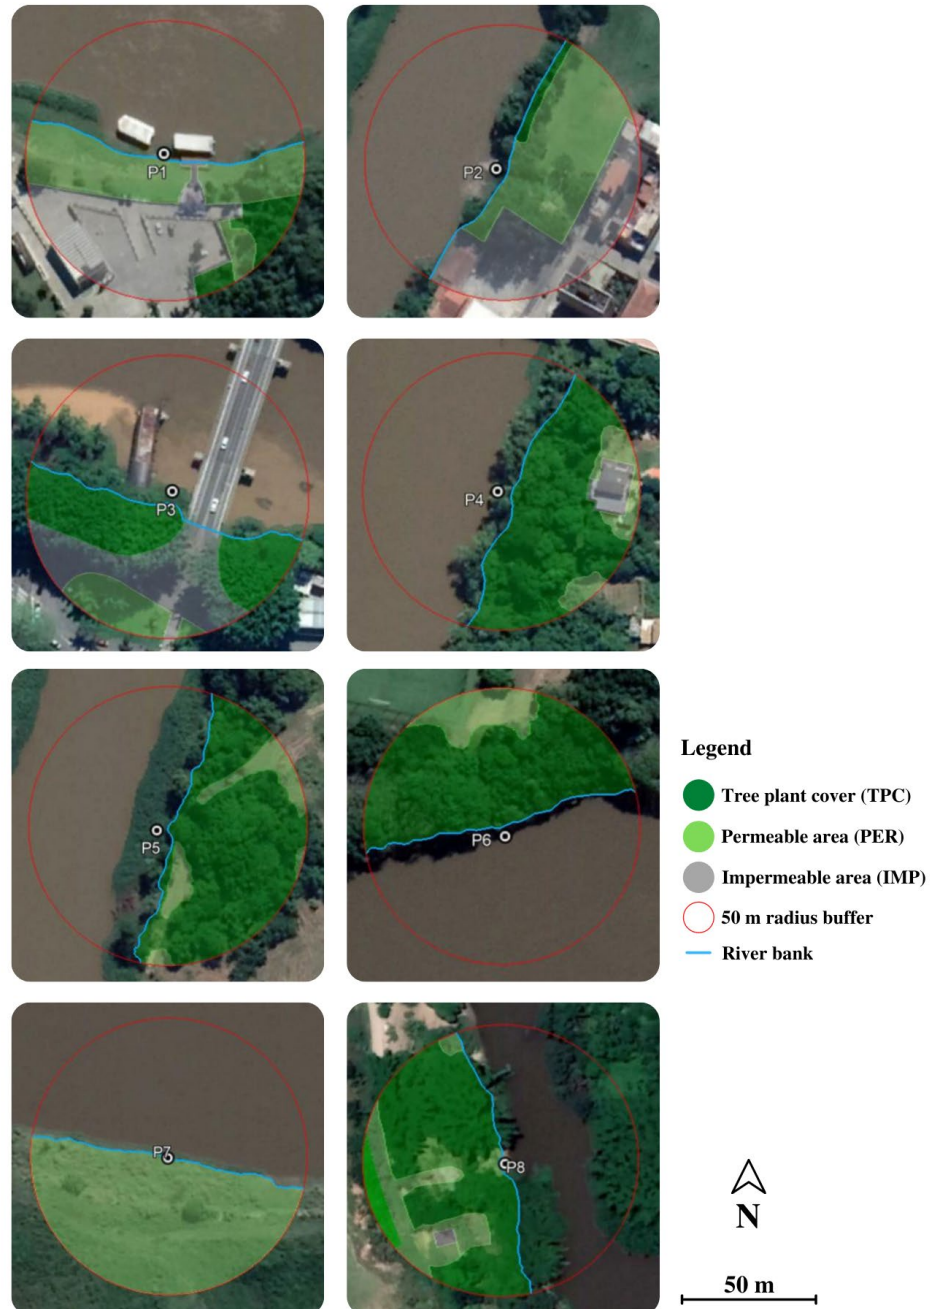 P1
P2
P3
P4
P5
P6
P7
P8
Legend
Tree plant cover (TPC)
Permeable area (PER)
Impermeable area (IMP)
50 m radius buffer
River bank
N
50 m